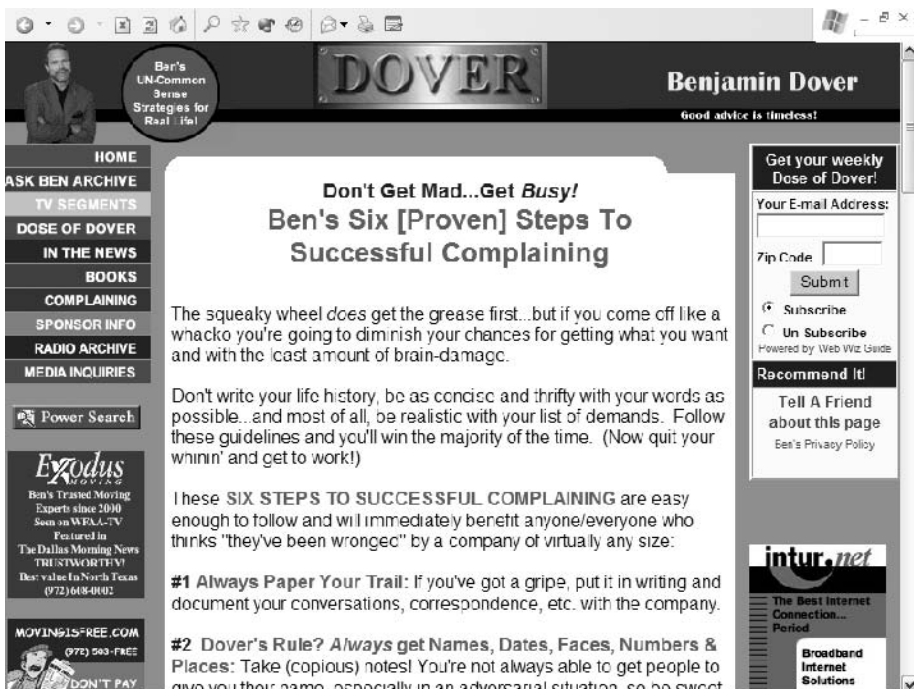 Ben's
UN-Common
Sense
Strategies for
Real Life!
DOVER
Benjamin Dover
Good advice is timeless!
HOME
ASK BEN ARCHIVE
TV SEGMENTS
DOSE OF DOVER
IN THE NEWS
BOOKS
COMPLAINING
SPONSOR INFO
RADIO ARCHIVE
MEDIA INQUIRIES
Power Search
Exodus
MOVING
Ben's Trusted Moving
Experts since 2000
Seen on WFAA-TV
Featured in
The Dallas Morning News
TRUSTWORTHY!
Best value In North Texas
(972) 608-0002
MOVINGISFREE.COM
(972) 503-FREE
DON'T PAY
Don't Get Mad...Get Busy!
Ben's Six [Proven] Steps To
Successful Complaining
The squeaky wheel does get the grease first...but if you come off like a
whacko you're going to diminish your chances for getting what you want
and with the least amount of brain-damage.
Don't write your life history, be as concise and thrifty with your words as
possible...and most of all, be realistic with your list of demands. Follow
these guidelines and you'll win the majority of the time. (Now quit your
whinin' and get to work!)
These SIX STEPS TO SUCCESSFUL COMPLAINING are easy
enough to follow and will immediately benefit anyone/everyone who
thinks "they've been wronged" by a company of virtually any size:
#1 Always Paper Your Trail: If you've got a gripe, put it in writing and
document your conversations, correspondence, etc. with the company.
#2 Dover's Rule? Always get Names, Dates, Faces, Numbers &
Places: Take (copious) notes! You're not always able to get people to
give you their name, especially in an adversarial situation, so be sweet
Get your weekly
Dose of Dover!
Your E-mail Address:
Zip Code
Submit
Subscribe
Un Subscribe
Powered by Web Wiz Guide
Recommend It!
Tell A Friend
about this page
Ben's Privacy Policy
intur.net
The Best Internet
Connection...
Period
Broadband
Internet
Solutions